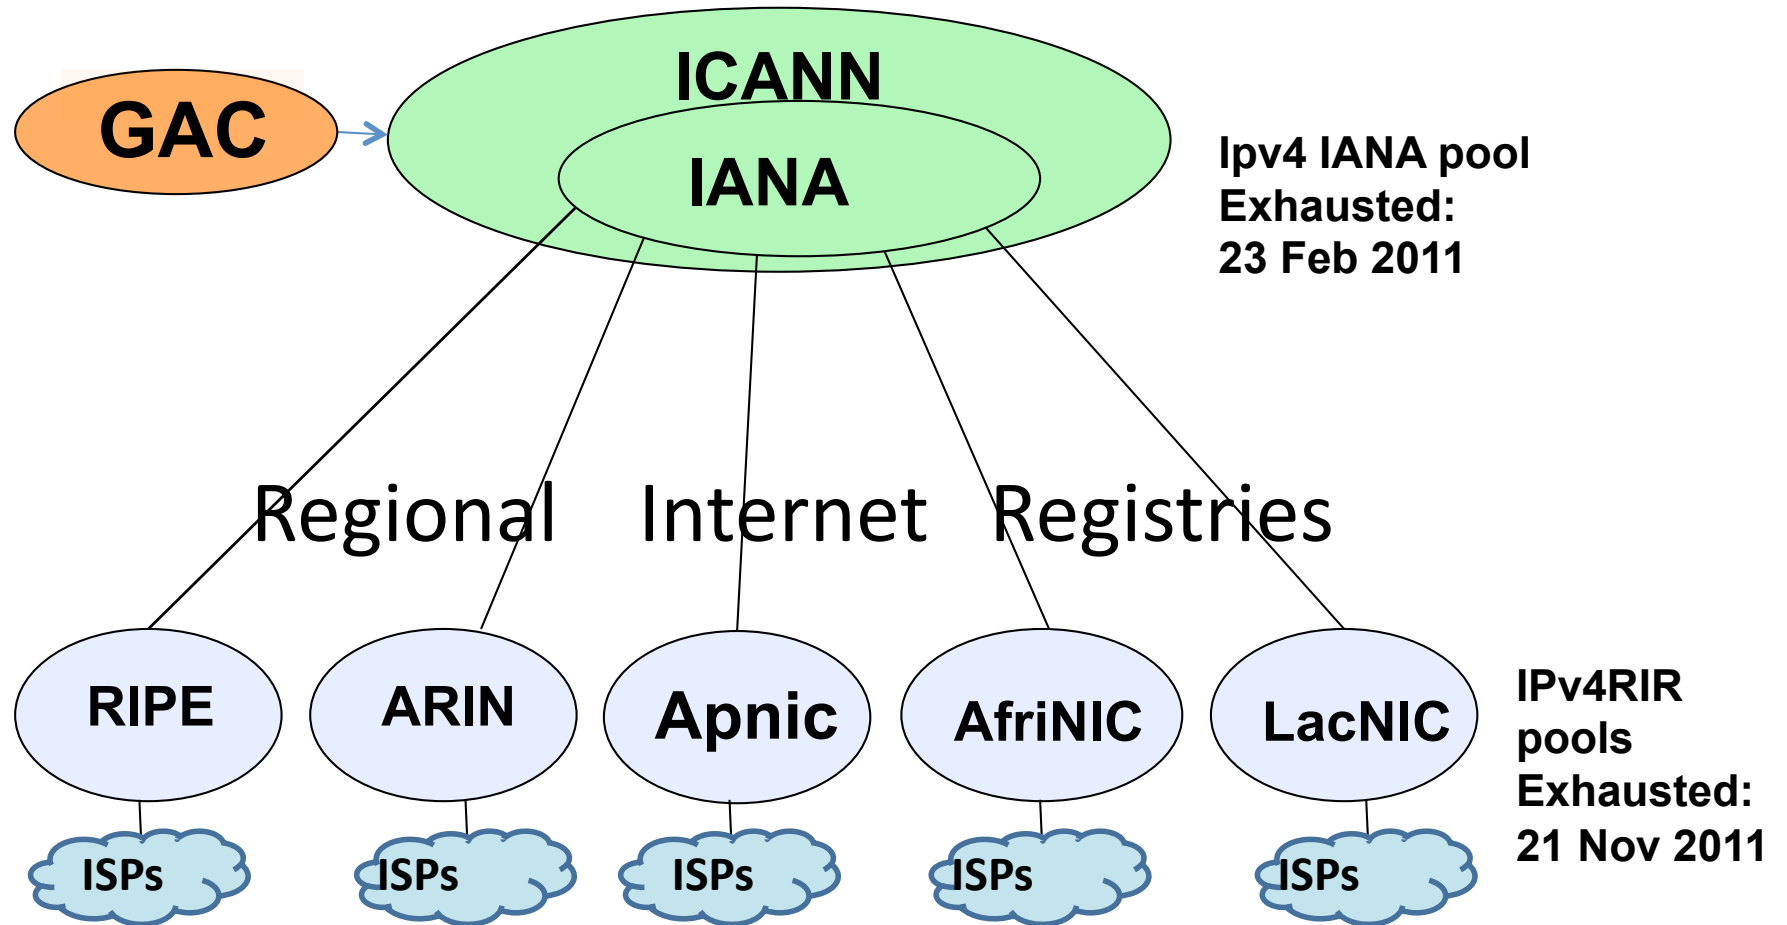 ICANN
GAC
IANA
Ipv4 IANA pool
Exhausted:
23 Feb 2011
Regional Internet Registries
RIPE
ARIN
Apnic
AfriNIC
LacNIC
IPv4RIR
pools
Exhausted:
21 Nov 2011
ISPs
ISPs
ISPs
ISPs
ISPs